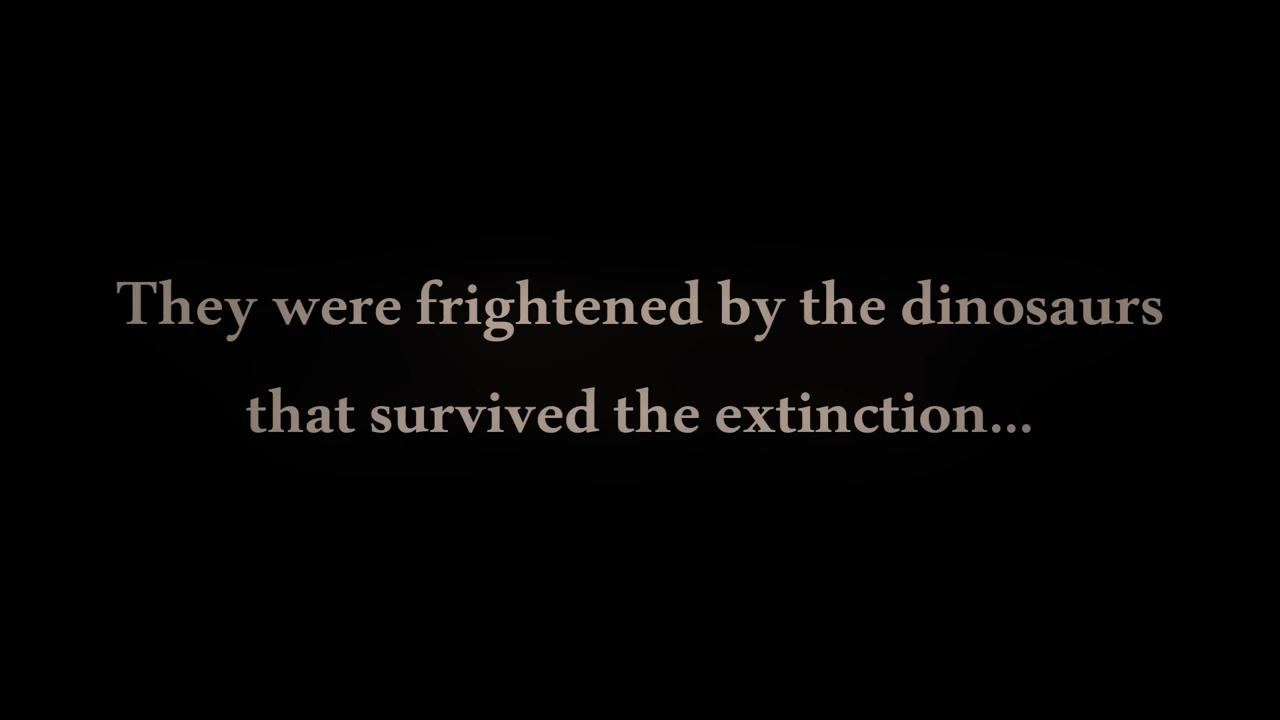 They were frightened by the dinosaurs
that survived the extinction...